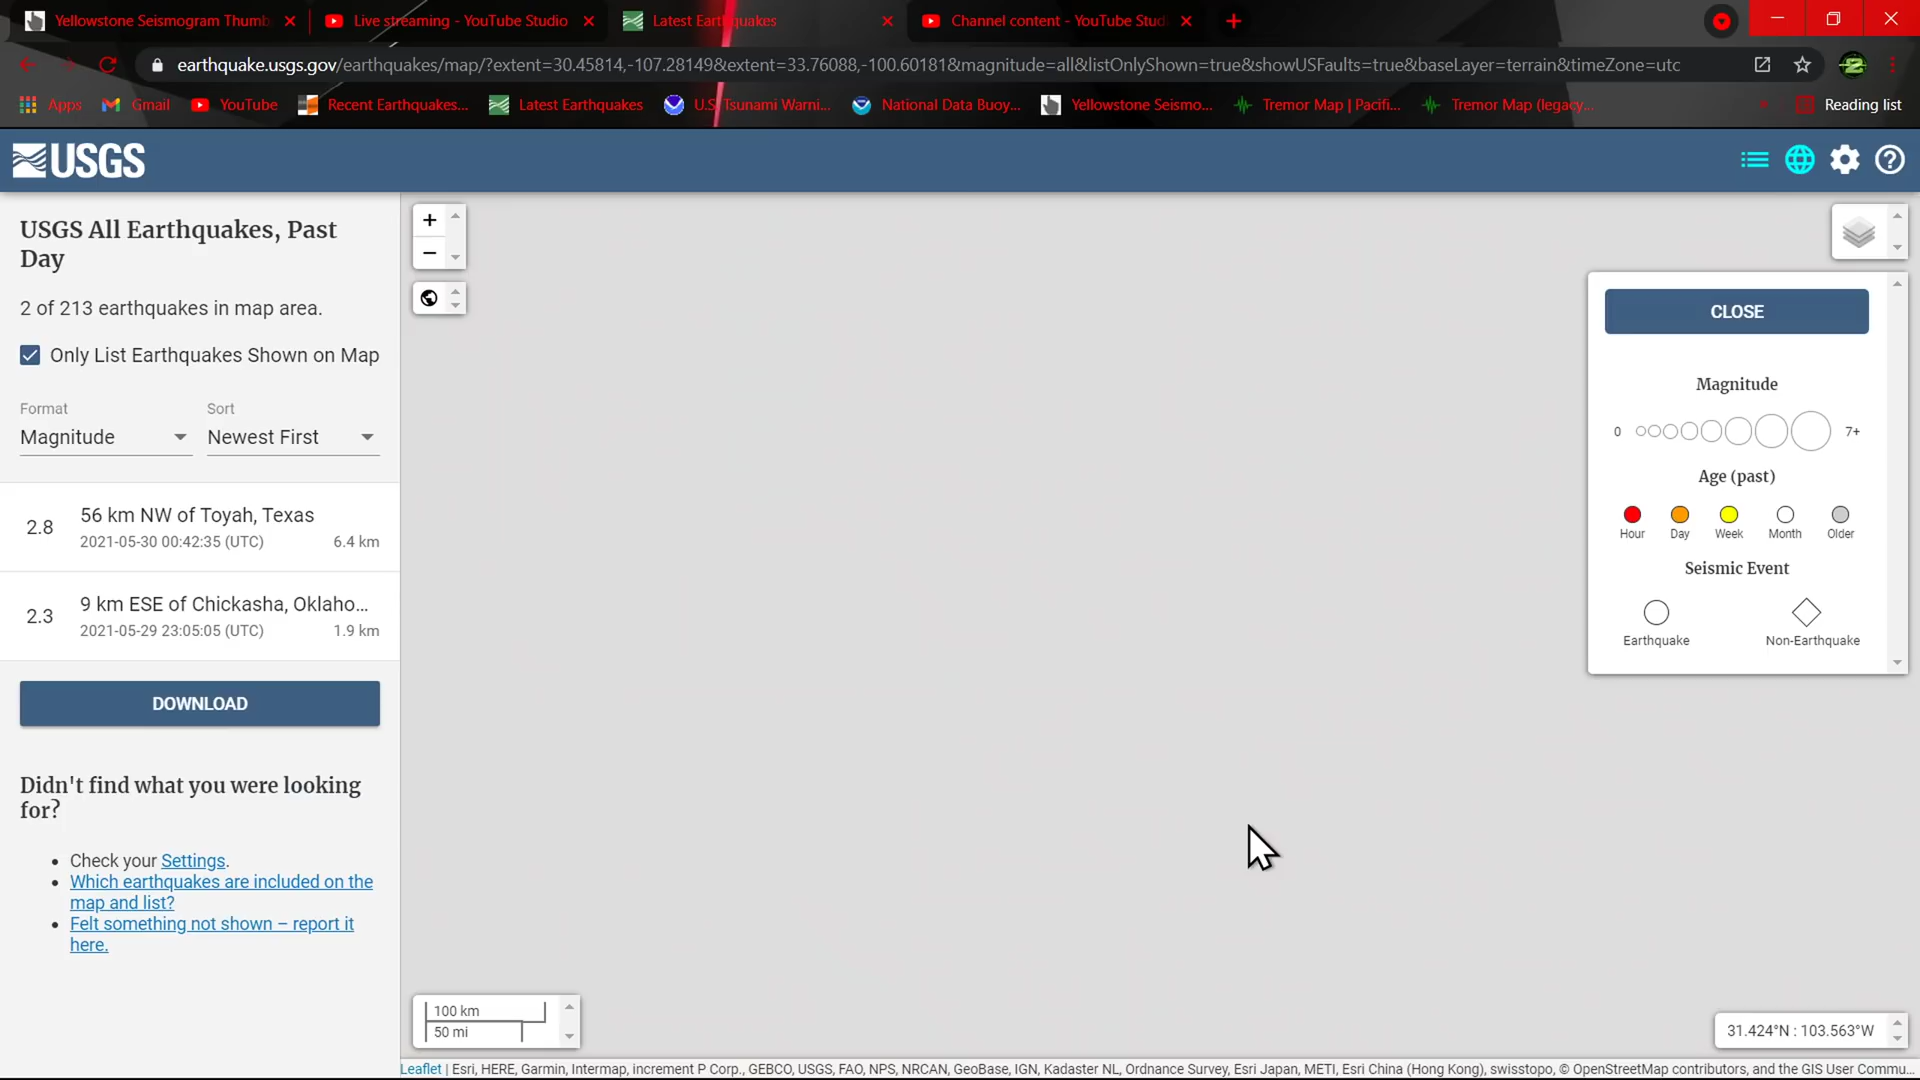 Yellowstone Seismogram Thumb
Live streaming - YouTube Studio
Latest Earthquakes
Channel content - YouTube Studi
earthquake.usgs.gov/earthquakes/map/?extent=30.45814,-107.28149&extent=33.76088,-100.60181&magnitude=all&listOnlyShown=true&showUSFaults=true&baseLayer=terrain&timeZone=utc
Apps
Gmail
YouTube
Recent Earthquakes...
Latest Earthquakes
U.S. Tsunami Warni...
National Data Buoy...
Yellowstone Seismo...
Tremor Map | Pacifi...
Tremor Map (legacy...
Reading list
USGS
USGS All Earthquakes, Past
Day
2 of 213 earthquakes in map area.
Only List Earthquakes Shown on Map
Format
Sort
Magnitude
Newest First
2.8
56 km NW of Toyah, Texas
2021-05-30 00:42:35 (UTC)
6.4 km
2.3
9 km ESE of Chickasha, Oklaho...
2021-05-29 23:05:05 (UTC)
1.9 km
DOWNLOAD
Didn't find what you were looking
for?
Check your Settings.
Which earthquakes are included on the
map and list?
Felt something not shown – report it
here.
+
−
CLOSE
Magnitude
0
7+
Age (past)
Hour
Day
Week
Month
Older
Seismic Event
Earthquake
Non-Earthquake
100 km
50 mi
31.424°N : 103.563°W
Leaflet | Esri, HERE, Garmin, Intermap, increment P Corp., GEBCO, USGS, FAO, NPS, NRCAN, GeoBase, IGN, Kadaster NL, Ordnance Survey, Esri Japan, METI, Esri China (Hong Kong), swisstopo, © OpenStreetMap contributors, and the GIS User Commu...